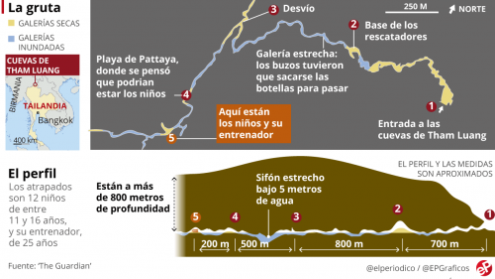 La gruta
GALERÍAS SECAS
GALERÍAS
INUNDADAS
CUEVAS DE
THAM LUANG
BIRMANIA
TAILANDIA
Bangkok
400 km
3
Desvío
250 M
NORTE
2
Base de los
rescatadores
Playa de Pattaya,
donde se pensó
que podrían
estar los niños
Galería estrecha:
los buzos tuvieron
que sacarse las
botellas para pasar
4
1
Aquí están
los niños y su
entrenador
5
Entrada a las
cuevas de Tham Luang
El perfil
Los atrapados
son 12 niños
de entre
11 y 16 años,
y su entrenador,
de 25 años
Están a más
de 800 metros
de profundidad
EL PERFIL Y LAS MEDIDAS
SON APROXIMADOS
Sifón estrecho
bajo 5 metros
de agua
5
4
3
2
1
200 m
500 m
800 m
700 m
Fuente: 'The Guardian'
@elperiodico / @EPGraficos